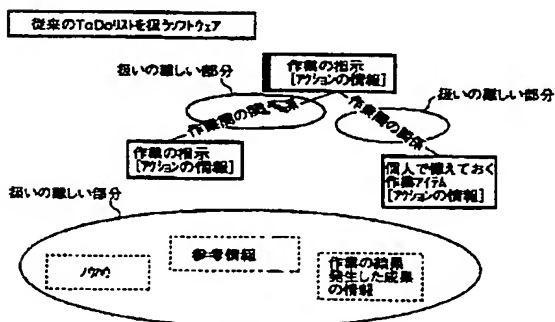 従来のToDoリストを扱うソフトウェア
作業の指示
[アクションの情報]
扱いの難しい部分
扱いの難しい部分
作業間の関係
作業間の関係
作業の指示
[アクションの情報]
個人で備えておく
作業アイテム
[アクションの情報]
扱いの難しい部分
ノウハウ
参考情報
作業の結果
発生した成果
の情報